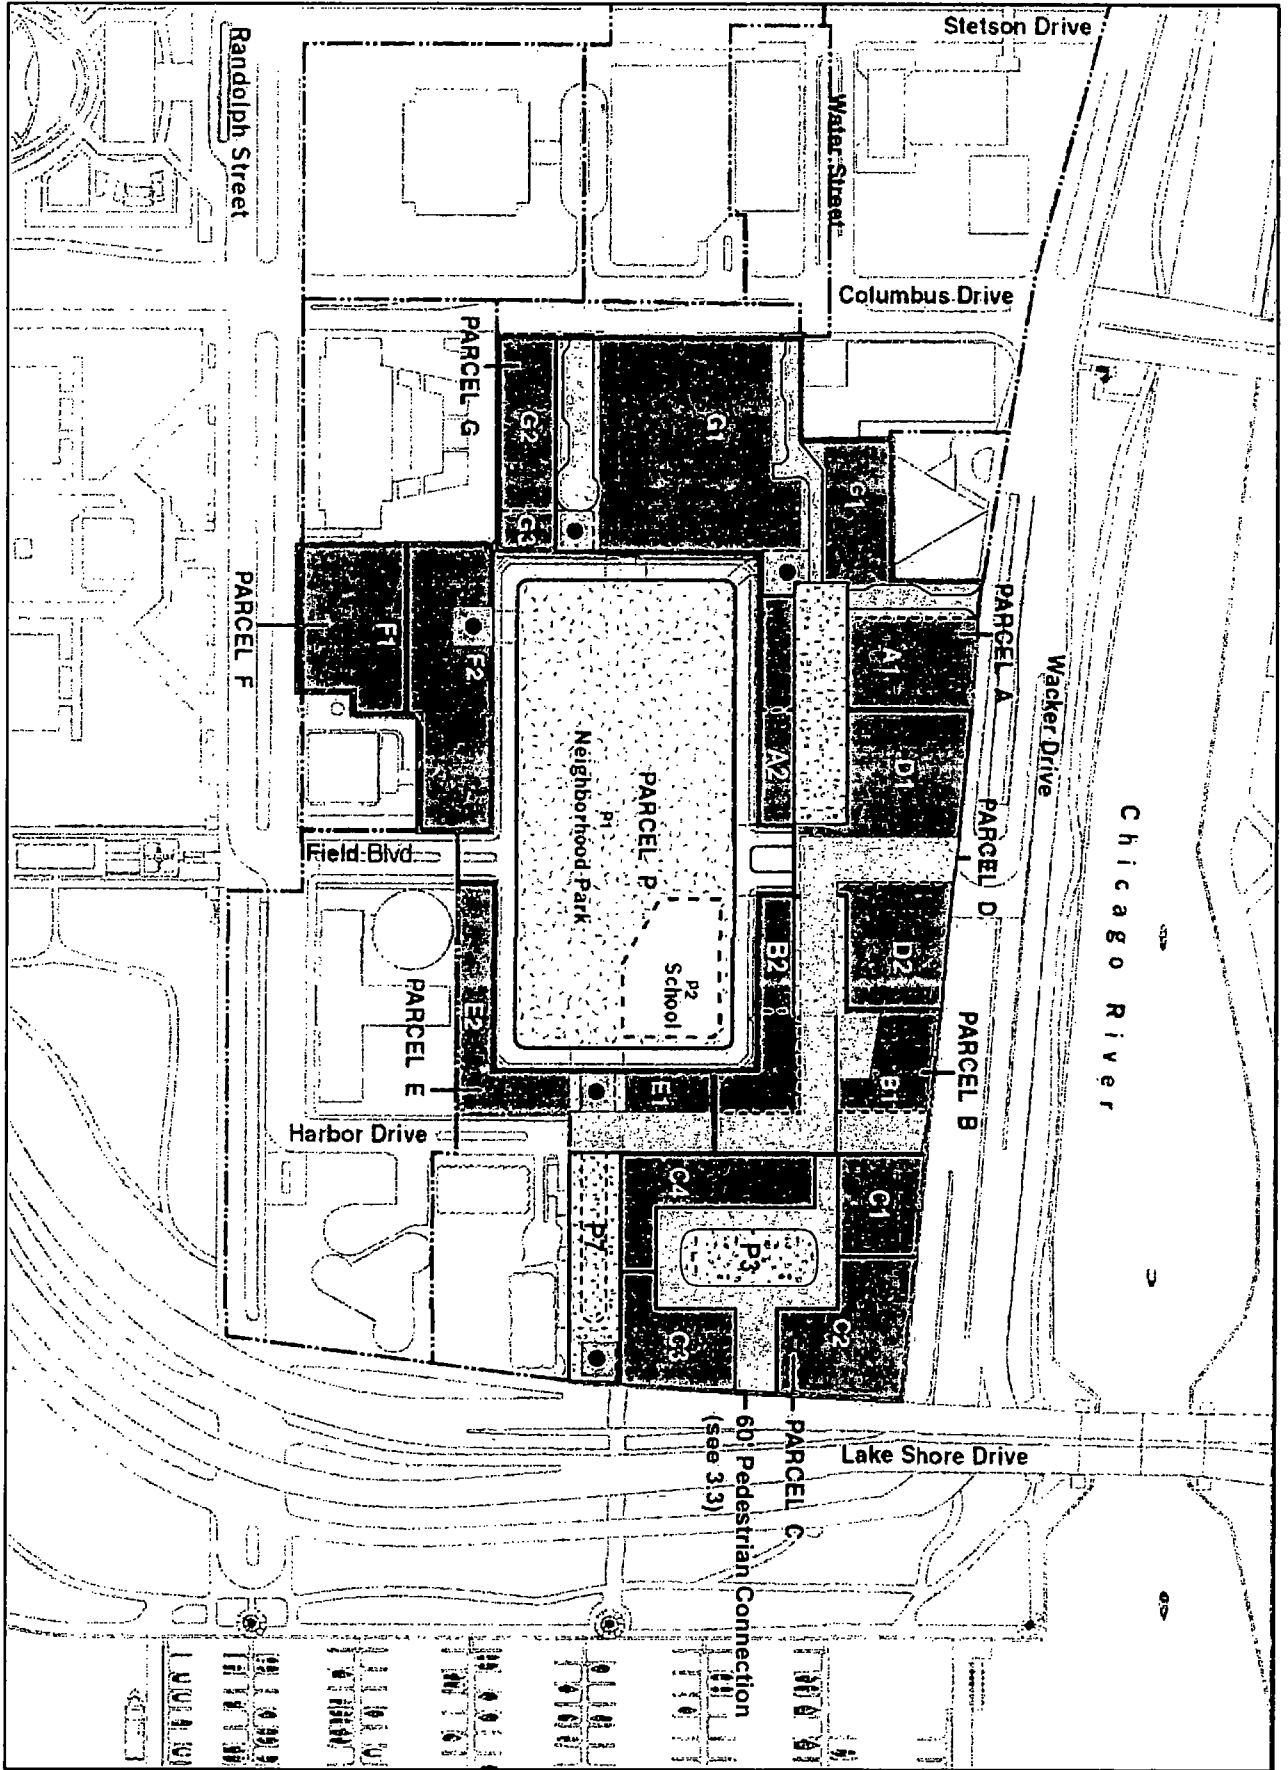 Stetson Drive
Randolph Street
Water Street
Columbus Drive
PARCEL G
G2
G1
G1
G3
PARCEL A
A1
Wacker Drive
PARCEL F
F1
F2
A2
D1
PARCEL D
Chicago River
PARCEL P
P1
Neighborhood Park
Field Blvd
P2
School
B2
D2
PARCEL B
B1
PARCEL E
E2
E1
Harbor Drive
C4
C1
P3
C3
C2
PARCEL C
60' Pedestrian Connection
(see 3.3)
Lake Shore Drive